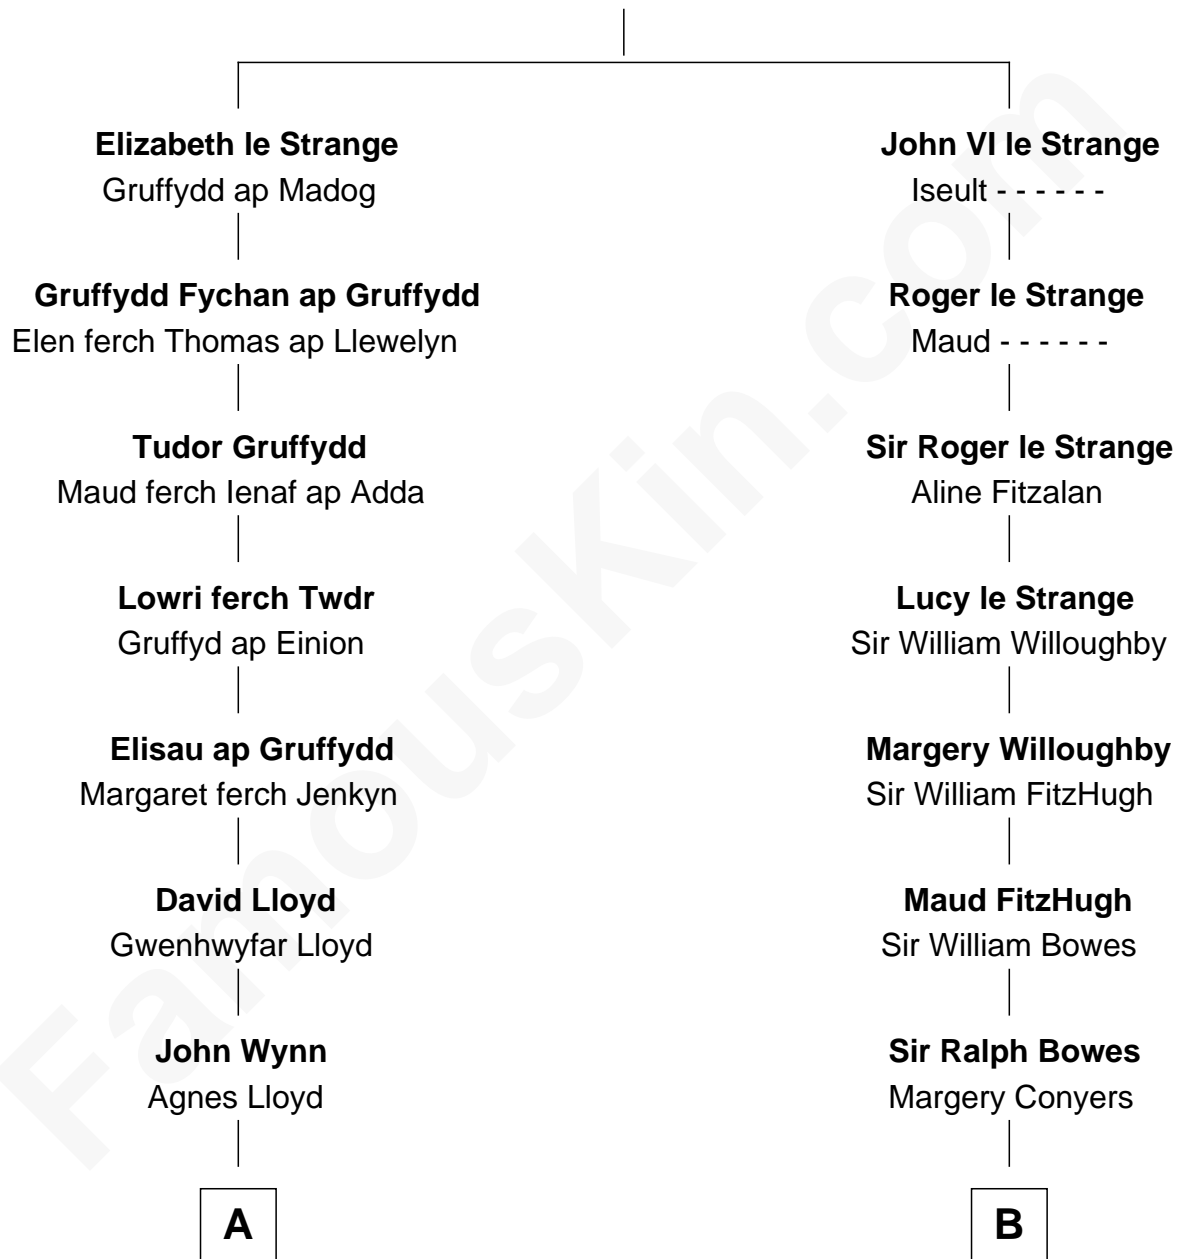 Elizabeth le Strange
Gruffydd ap Madog
Gruffydd Fychan ap Gruffydd
Elen ferch Thomas ap Llewelyn
Tudor Gruffydd
Maud ferch Ienaf ap Adda
Lowri ferch Twdr
Gruffyd ap Einion
Elisau ap Gruffydd
Margaret ferch Jenkyn
David Lloyd
Gwenhwyfar Lloyd
John Wynn
Agnes Lloyd
A
John VI le Strange
Iseult - - - - - -
Roger le Strange
Maud - - - - - -
Sir Roger le Strange
Aline Fitzalan
Lucy le Strange
Sir William Willoughby
Margery Willoughby
Sir William FitzHugh
Maud FitzHugh
Sir William Bowes
Sir Ralph Bowes
Margery Conyers
B
FamousKin.com